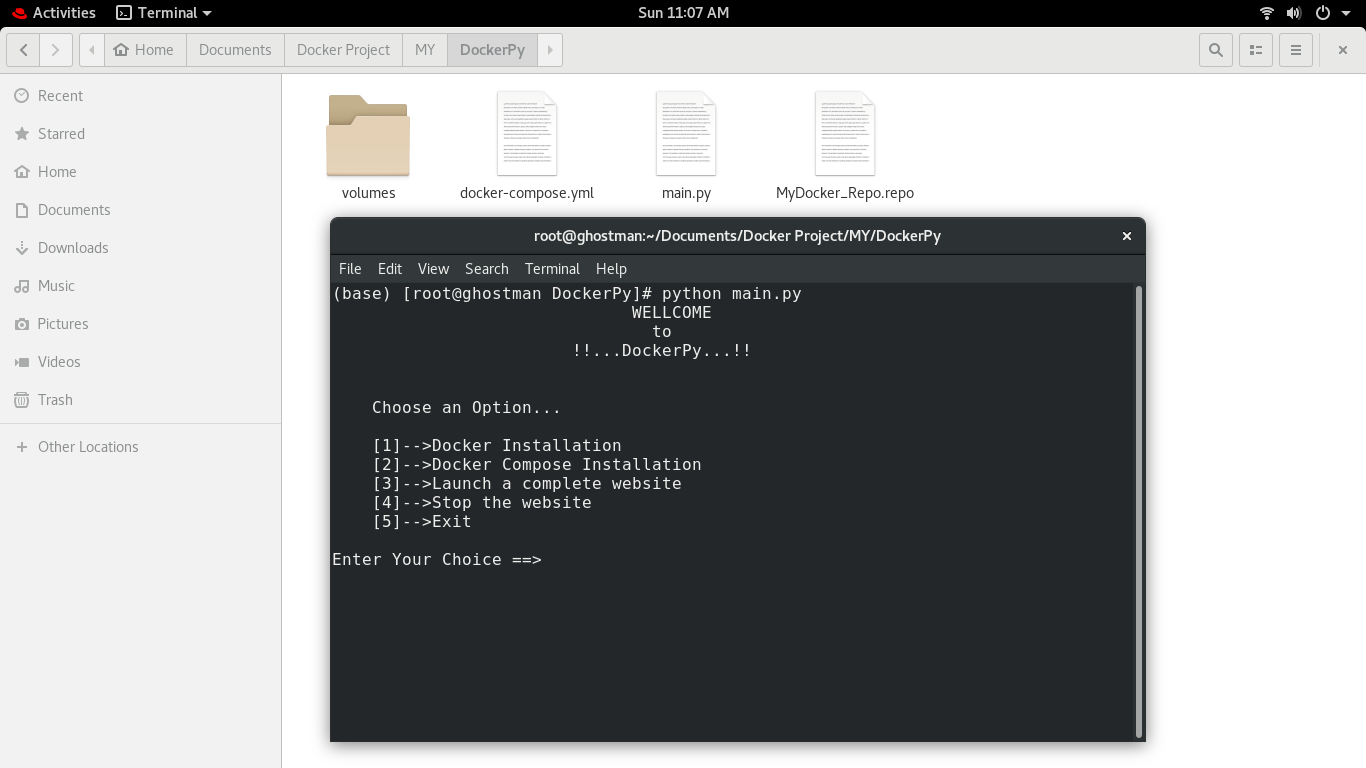 Activities
Terminal
Sun 11:07 AM
Home
Documents
Docker Project
MY
DockerPy
Recent
Starred
Home
Documents
Downloads
Music
Pictures
Videos
Trash
Other Locations
volumes
docker-compose.yml
main.py
MyDocker_Repo.repo
root@ghostman:~/Documents/Docker Project/MY/DockerPy
File Edit View Search Terminal Help
(base) [root@ghostman DockerPy]# python main.py
WELLCOME
to
!!...DockerPy...!!
Choose an Option...
[1]-->Docker Installation
[2]-->Docker Compose Installation
[3]-->Launch a complete website
[4]-->Stop the website
[5]-->Exit
Enter Your Choice ==>